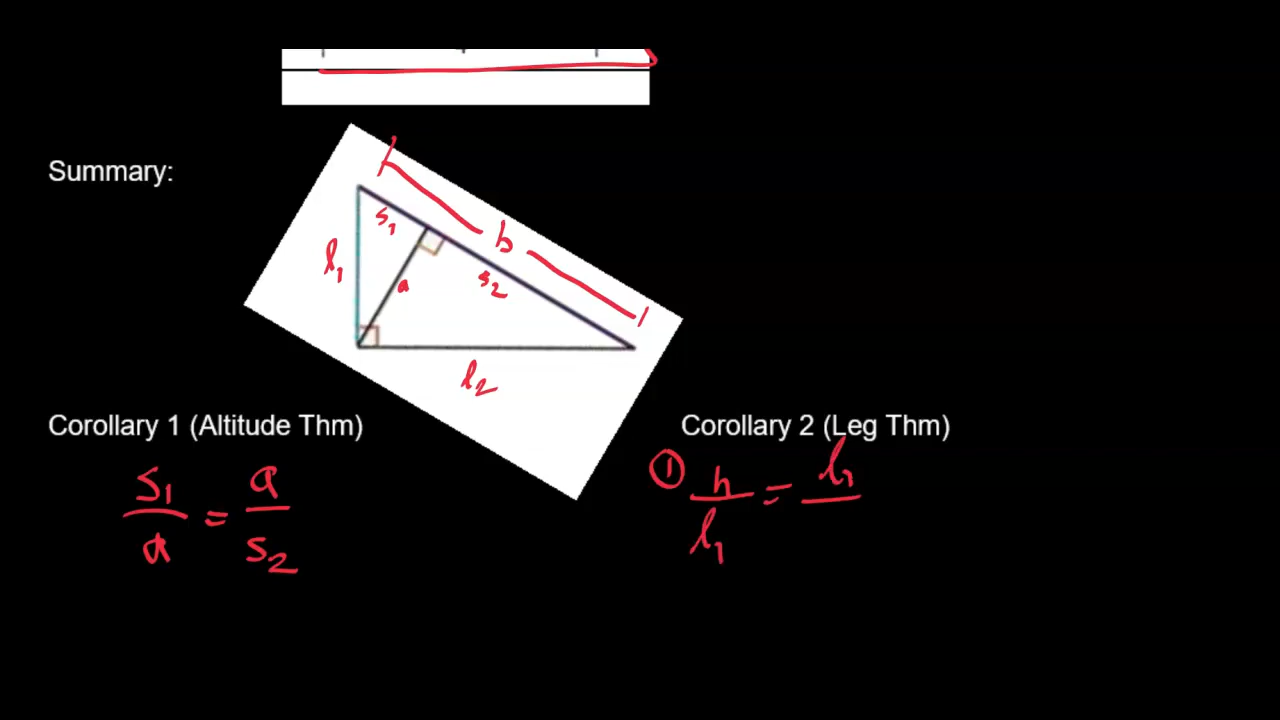 Summary:
h
s₁
l₁
a
s₂
l₂
Corollary 1 (Altitude Thm)
s₁/a = a/s₂
Corollary 2 (Leg Thm)
① h/l₁ = l₁/